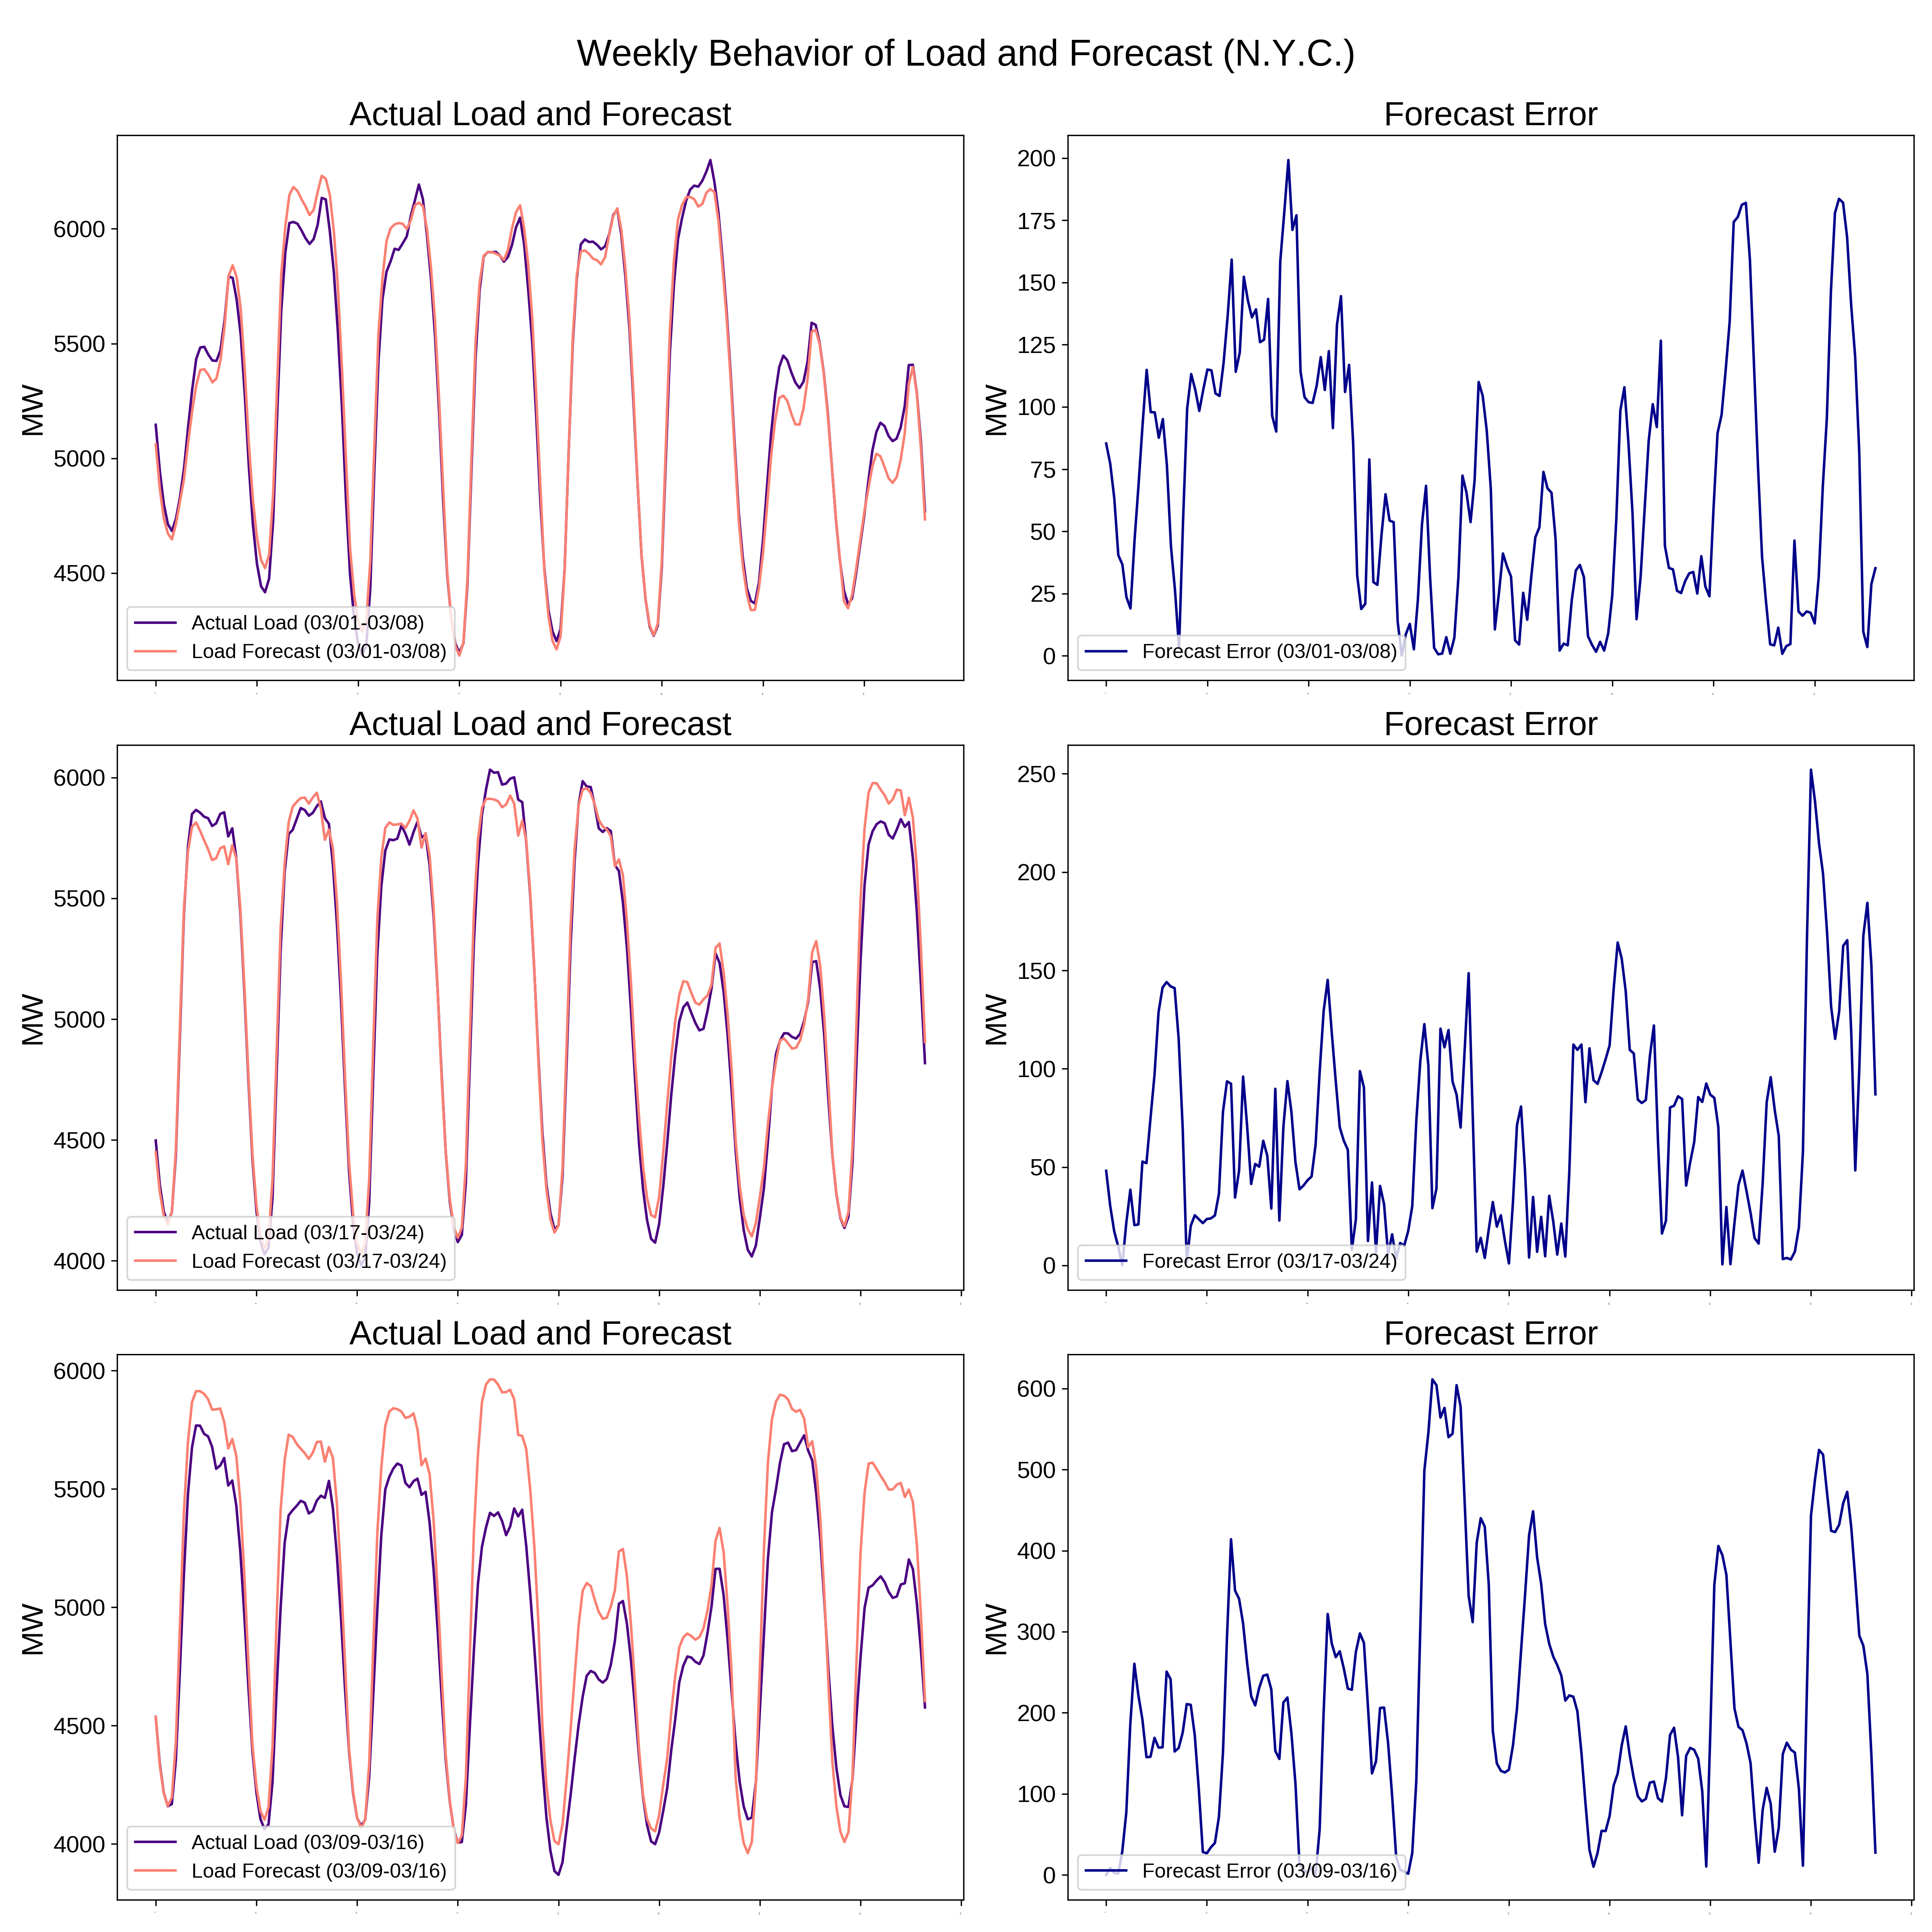 Weekly Behavior of Load and Forecast (N.Y.C.)
Actual Load and Forecast
MW
6000
5500
5000
4500
Actual Load (03/01-03/08)
Load Forecast (03/01-03/08)
Forecast Error
MW
200
175
150
125
100
75
50
25
0
Forecast Error (03/01-03/08)
Actual Load and Forecast
MW
6000
5500
5000
4500
4000
Actual Load (03/17-03/24)
Load Forecast (03/17-03/24)
Forecast Error
MW
250
200
150
100
50
0
Forecast Error (03/17-03/24)
Actual Load and Forecast
MW
6000
5500
5000
4500
4000
Actual Load (03/09-03/16)
Load Forecast (03/09-03/16)
Forecast Error
MW
600
500
400
300
200
100
0
Forecast Error (03/09-03/16)